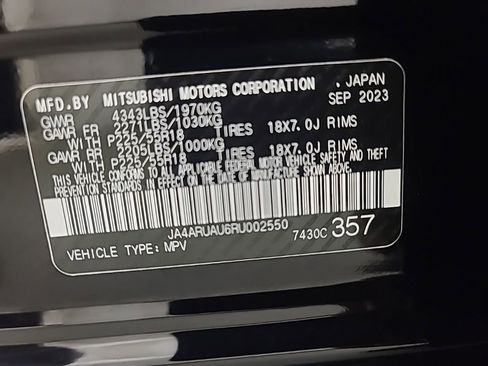 MFD.BY MITSUBISHI MOTORS CORPORATION , JAPAN
GVWR 4343LBS/1970KG SEP 2023
GAWR FR 2271LBS/1030KG
WITH P225/55R18 TIRES 18X7.0J RIMS
GAWR RR 2205LBS/1000KG
WITH P225/55R18 TIRES 18X7.0J RIMS
THIS VEHICLE CONFORMS TO ALL APPLICABLE FEDERAL MOTOR VEHICLE SAFETY AND THEFT
PREVENTION STANDARDS IN EFFECT ON THE DATE OF MANUFACTURE SHOWN ABOVE.
JA4ARUAU6RU002550
VEHICLE TYPE: MPV 7430C 357